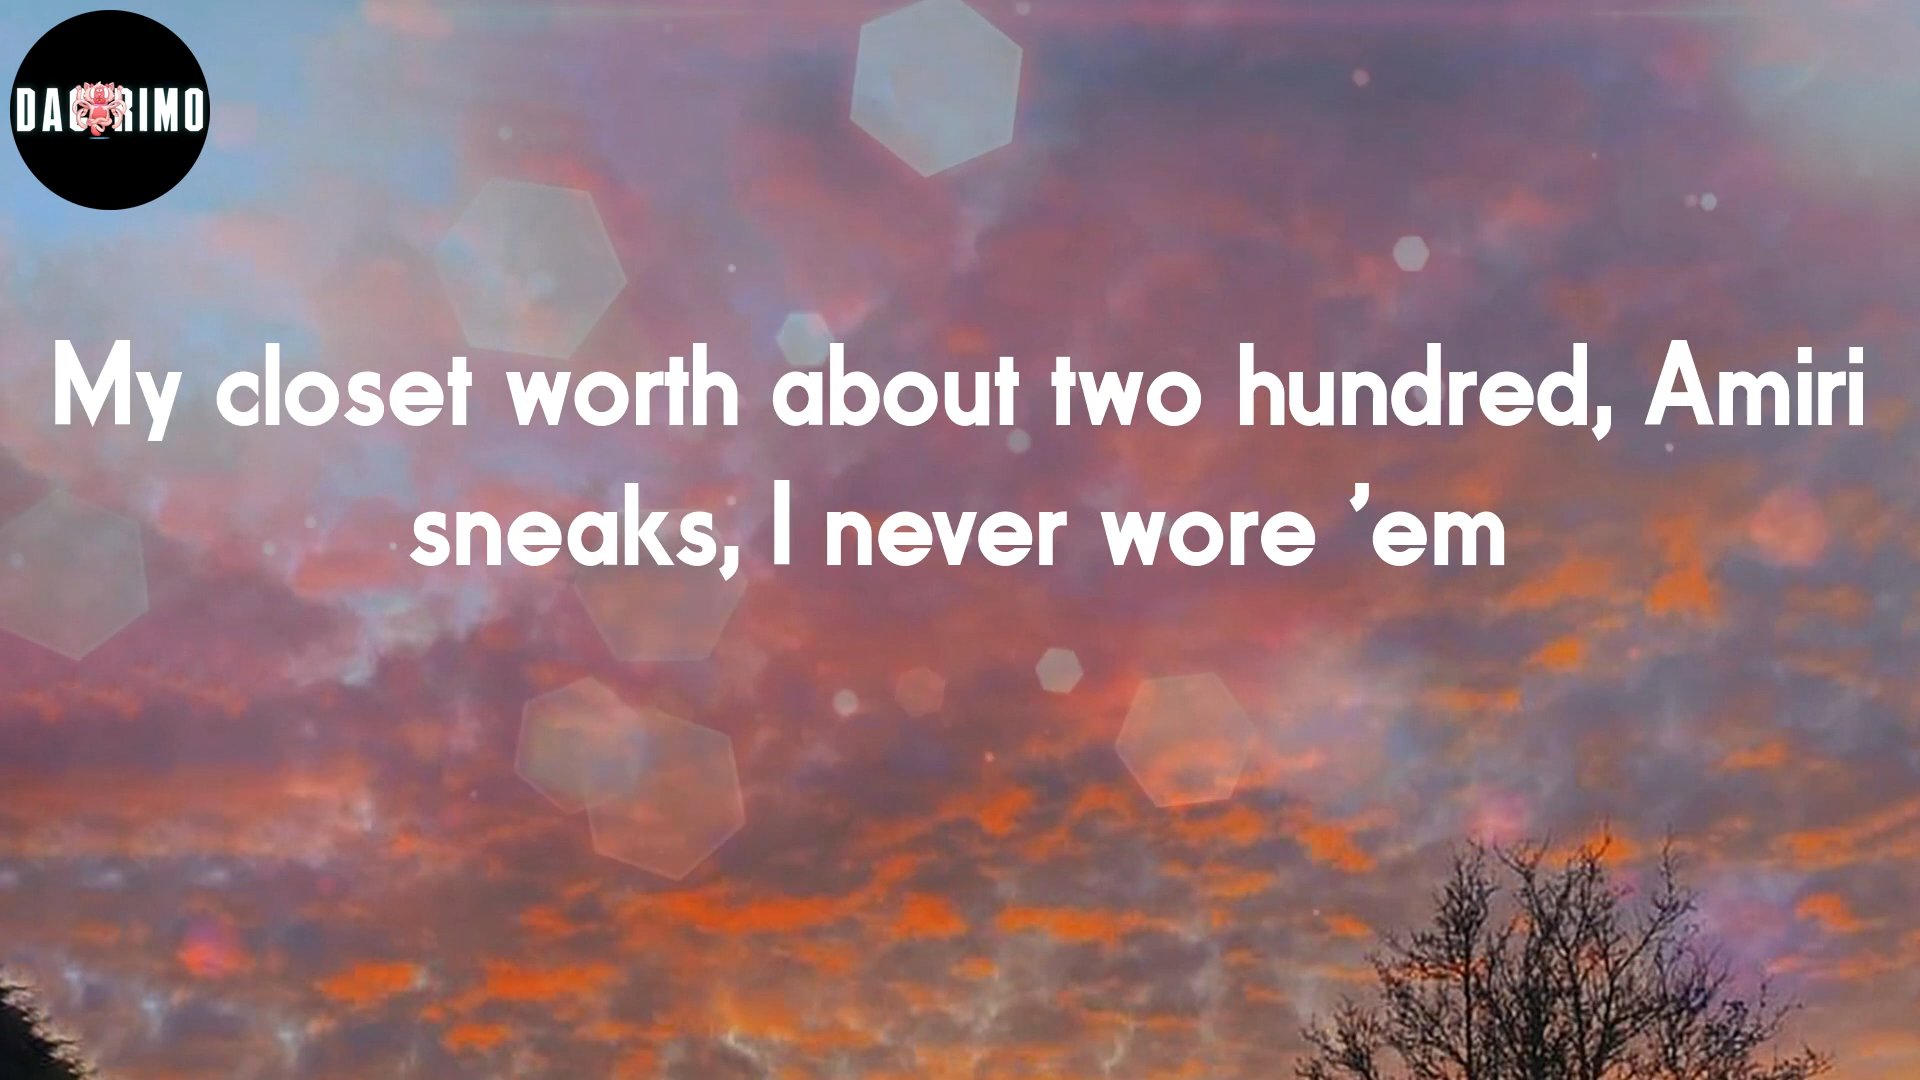 My closet worth about two hundred, Amiri
sneaks, I never wore ’em